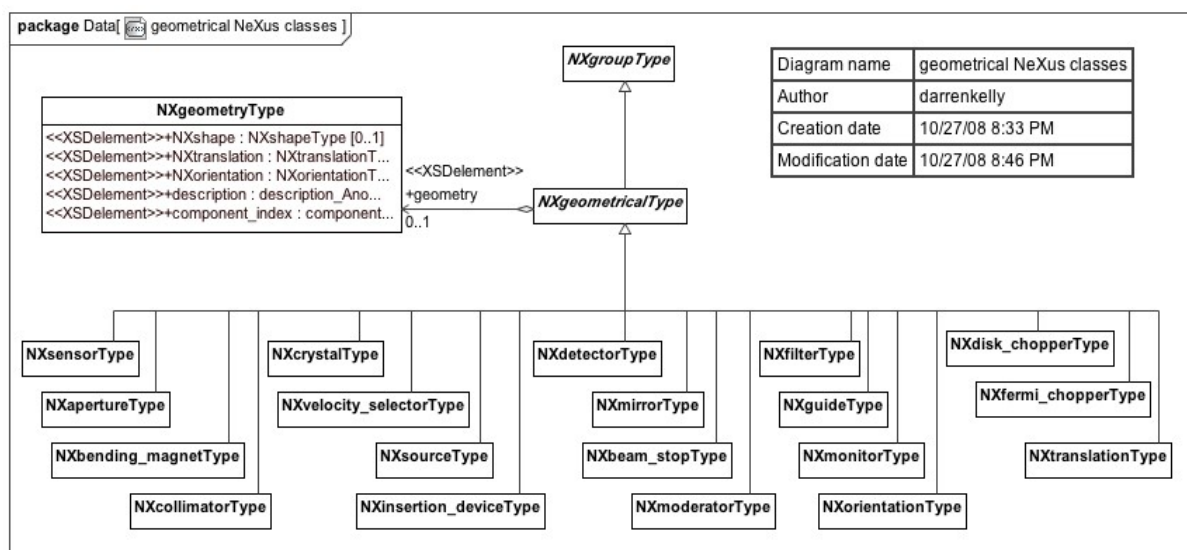 package Data[ geometrical NeXus classes ]
NXgroupType
Diagram name geometrical NeXus classes
Author darrenkelly
Creation date 10/27/08 8:33 PM
Modification date 10/27/08 8:46 PM
NXgeometryType
<<XSDelement>>+NXshape : NXshapeType [0..1]
<<XSDelement>>+NXtranslation : NXtranslationT...
<<XSDelement>>+NXorientation : NXorientationT...
<<XSDelement>>+description : description_Ano...
<<XSDelement>>+component_index : component...
<<XSDelement>>
+geometry
0..1
NXgeometricalType
NXsensorType
NXcrystalType
NXdetectorType
NXfilterType
NXdisk_chopperType
NXapertureType
NXvelocity_selectorType
NXmirrorType
NXguideType
NXfermi_chopperType
NXbending_magnetType
NXsourceType
NXbeam_stopType
NXmonitorType
NXtranslationType
NXcollimatorType
NXinsertion_deviceType
NXmoderatorType
NXorientationType